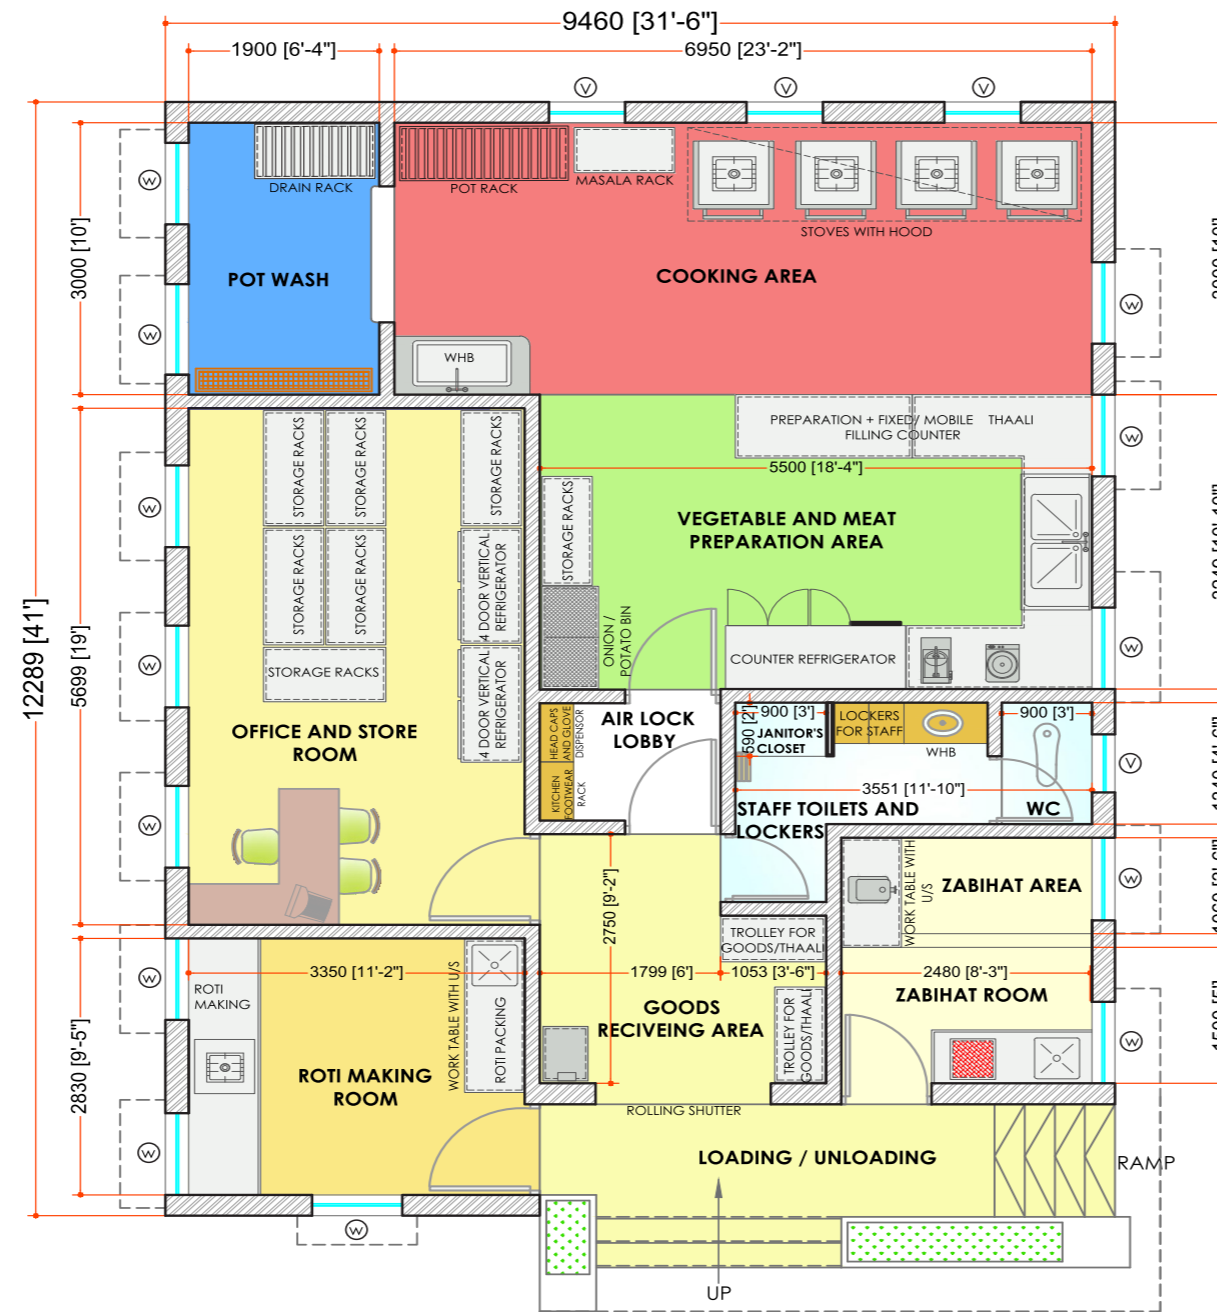 9460 [31'-6"]
1900 [6'-4"]
6950 [23'-2"]
V
V
V
DRAIN RACK
POT RACK
MASALA RACK
STOVES WITH HOOD
W
W
3000 [10']
POT WASH
COOKING AREA
WHB
W
W
12289 [41']
5699 [19']
STORAGE RACKS
STORAGE RACKS
STORAGE RACKS
PREPARATION + FIXED/ MOBILE THAALI
FILLING COUNTER
5500 [18'-4"]
W
W
STORAGE RACKS
STORAGE RACKS
4 DOOR VERTICAL
REFRIGERATOR
STORAGE RACKS
VEGETABLE AND MEAT
PREPARATION AREA
ONION /
POTATO BIN
STORAGE RACKS
4 DOOR VERTICAL
REFRIGERATOR
COUNTER REFRIGERATOR
W
W
OFFICE AND STORE
ROOM
HEAD CAPS
AND GLOVE
DISPENSOR
AIR LOCK
LOBBY
590 [2']
900 [3']
JANITOR'S
CLOSET
LOCKERS
FOR STAFF
WHB
900 [3']
V
KITCHEN
FOOTWEAR
RACK
3551 [11'-10"]
STAFF TOILETS AND
LOCKERS
WC
W
2750 [9'-2"]
WORK TABLE WITH
U/S
ZABIHAT AREA
W
TROLLEY FOR
GOODS/THAALI
3350 [11'-2"]
1799 [6']
1053 [3'-6"]
2480 [8'-3"]
W
ROTI
MAKING
WORK TABLE WITH U/S
ROTI PACKING
GOODS
RECIVEING AREA
TROLLEY FOR
GOODS/THAALI
ZABIHAT ROOM
W
2830 [9'-5"]
ROTI MAKING
ROOM
ROLLING SHUTTER
W
LOADING / UNLOADING
RAMP
W
UP